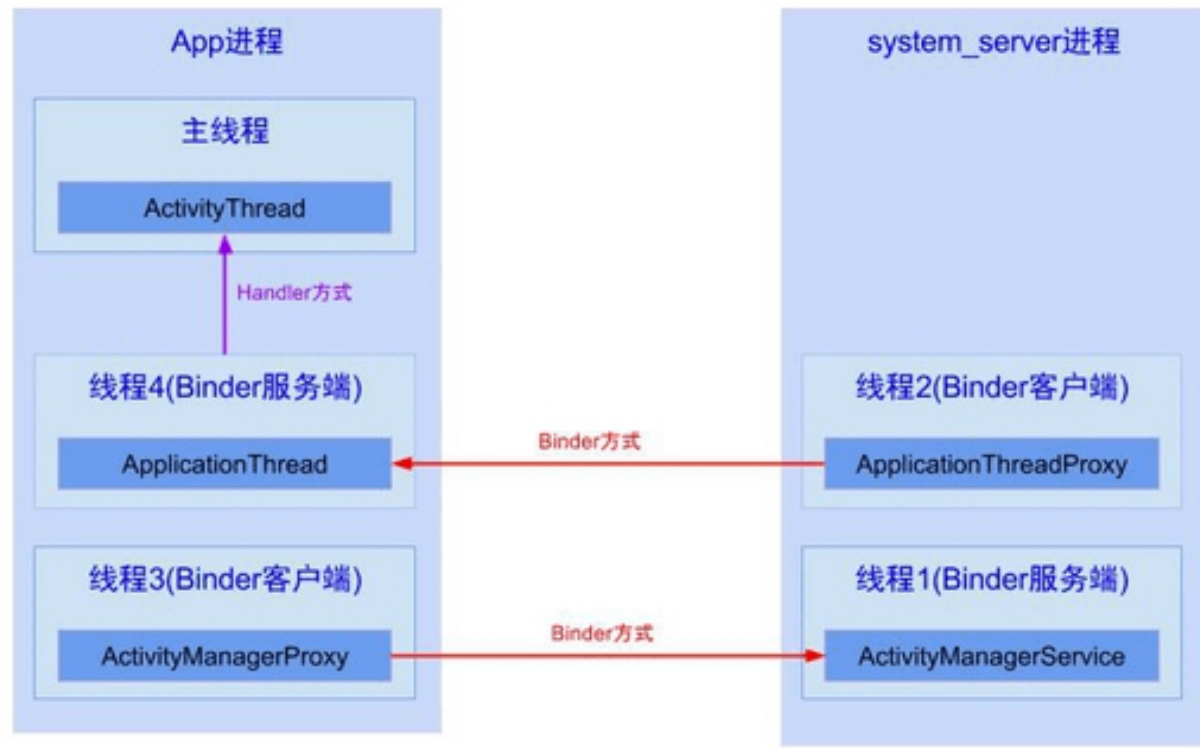 App进程
主线程
ActivityThread
Handler方式
线程4(Binder服务端)
ApplicationThread
线程3(Binder客户端)
ActivityManagerProxy
Binder方式
Binder方式
system_server进程
线程2(Binder客户端)
ApplicationThreadProxy
线程1(Binder服务端)
ActivityManagerService